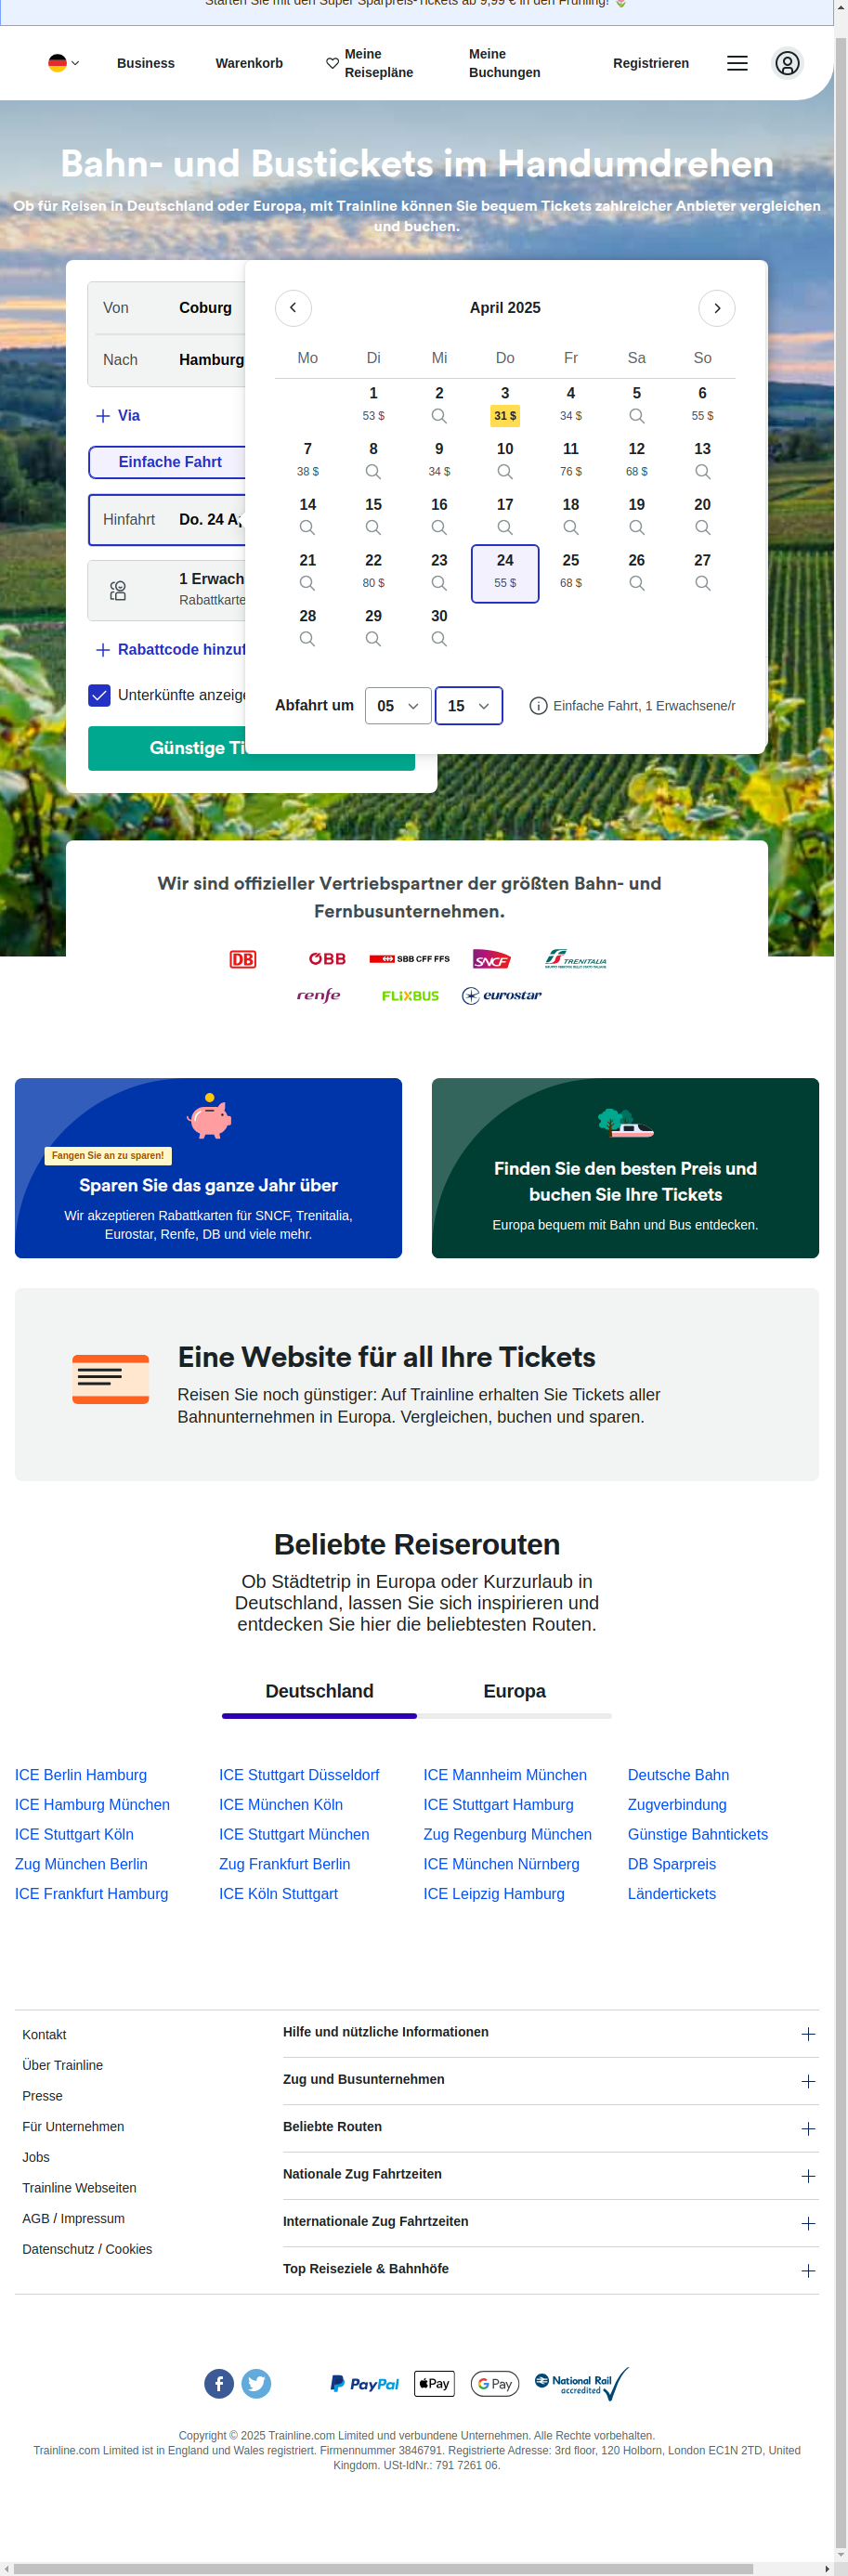 Starten Sie mit den Super Sparpreis-Tickets ab 9,99 € in den Frühling!
Business
Warenkorb
Meine
Reisepläne
Meine
Buchungen
Registrieren
Bahn- und Bustickets im Handumdrehen
Ob für Reisen in Deutschland oder Europa, mit Trainline können Sie bequem Tickets zahlreicher Anbieter vergleichen
und buchen.
Von Coburg
Nach Hamburg
Via
Einfache Fahrt
Hinfahrt Do. 24 Ap
1 Erwach
Rabattkarte
Rabattcode hinzuf
Unterkünfte anzeige
Günstige Ti
April 2025
Mo Di Mi Do Fr Sa So
1 2 3 4 5 6
53 $ 31 $ 34 $ 55 $
7 8 9 10 11 12 13
38 $ 34 $ 76 $ 68 $
14 15 16 17 18 19 20
21 22 23 24 25 26 27
80 $ 55 $ 68 $
28 29 30
Abfahrt um 05 15 Einfache Fahrt, 1 Erwachsene/r
Wir sind offizieller Vertriebspartner der größten Bahn- und
Fernbusunternehmen.
DB ÖBB SBB CFF FFS SNCF TRENITALIA
renfe FLiXBUS eurostar
Fangen Sie an zu sparen!
Sparen Sie das ganze Jahr über
Wir akzeptieren Rabattkarten für SNCF, Trenitalia,
Eurostar, Renfe, DB und viele mehr.
Finden Sie den besten Preis und
buchen Sie Ihre Tickets
Europa bequem mit Bahn und Bus entdecken.
Eine Website für all Ihre Tickets
Reisen Sie noch günstiger: Auf Trainline erhalten Sie Tickets aller
Bahnunternehmen in Europa. Vergleichen, buchen und sparen.
Beliebte Reiserouten
Ob Städtetrip in Europa oder Kurzurlaub in
Deutschland, lassen Sie sich inspirieren und
entdecken Sie hier die beliebtesten Routen.
Deutschland Europa
ICE Berlin Hamburg ICE Stuttgart Düsseldorf ICE Mannheim München Deutsche Bahn
ICE Hamburg München ICE München Köln ICE Stuttgart Hamburg Zugverbindung
ICE Stuttgart Köln ICE Stuttgart München Zug Regenburg München Günstige Bahntickets
Zug München Berlin Zug Frankfurt Berlin ICE München Nürnberg DB Sparpreis
ICE Frankfurt Hamburg ICE Köln Stuttgart ICE Leipzig Hamburg Ländertickets
Kontakt
Über Trainline
Presse
Für Unternehmen
Jobs
Trainline Webseiten
AGB / Impressum
Datenschutz / Cookies
Hilfe und nützliche Informationen
Zug und Busunternehmen
Beliebte Routen
Nationale Zug Fahrtzeiten
Internationale Zug Fahrtzeiten
Top Reiseziele & Bahnhöfe
PayPal Pay G Pay National Rail
accredited
Copyright © 2025 Trainline.com Limited und verbundene Unternehmen. Alle Rechte vorbehalten.
Trainline.com Limited ist in England und Wales registriert. Firmennummer 3846791. Registrierte Adresse: 3rd floor, 120 Holborn, London EC1N 2TD, United
Kingdom. USt-IdNr.: 791 7261 06.